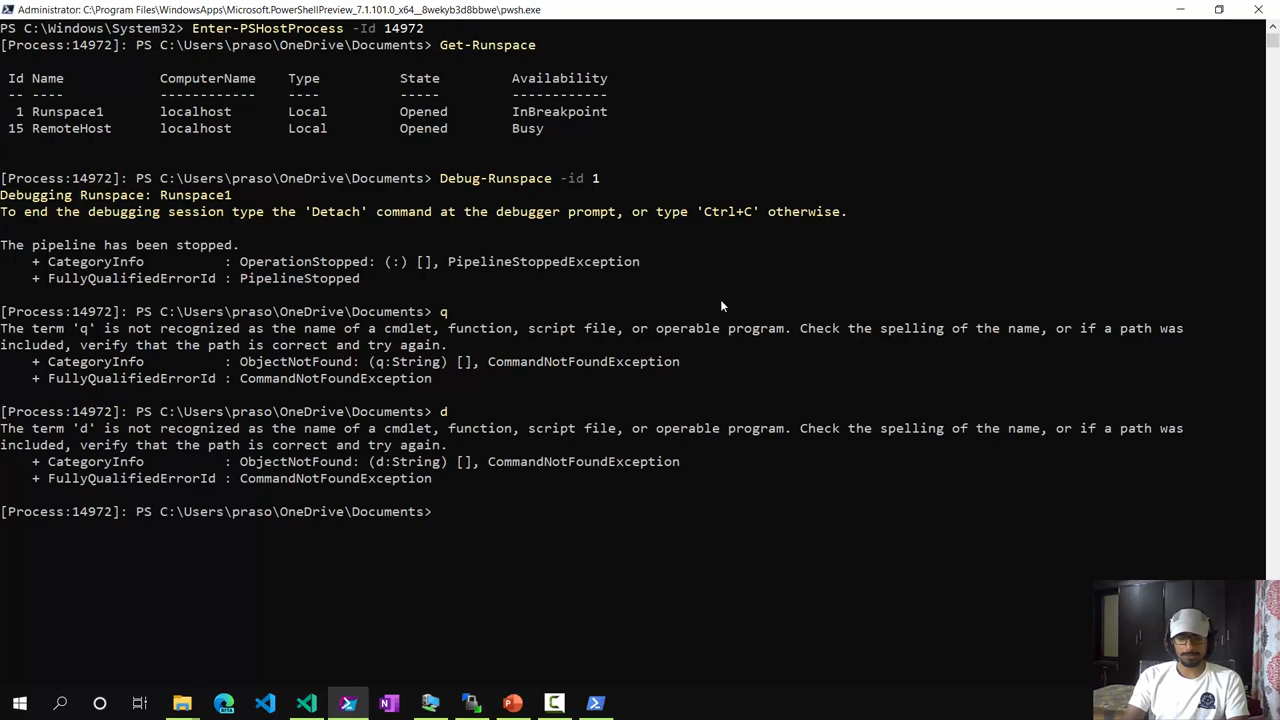 Administrator: C:\Program Files\WindowsApps\Microsoft.PowerShellPreview_7.1.101.0_x64__8wekyb3d8bbwe\pwsh.exe
PS C:\Windows\System32> Enter-PSHostProcess -Id 14972
[Process:14972]: PS C:\Users\praso\OneDrive\Documents> Get-Runspace
Id Name ComputerName Type State Availability
-- ---- ------------ ---- ----- ------------
1 Runspace1 localhost Local Opened InBreakpoint
15 RemoteHost localhost Local Opened Busy
[Process:14972]: PS C:\Users\praso\OneDrive\Documents> Debug-Runspace -id 1
Debugging Runspace: Runspace1
To end the debugging session type the 'Detach' command at the debugger prompt, or type 'Ctrl+C' otherwise.
The pipeline has been stopped.
+ CategoryInfo : OperationStopped: (:) [], PipelineStoppedException
+ FullyQualifiedErrorId : PipelineStopped
[Process:14972]: PS C:\Users\praso\OneDrive\Documents> q
The term 'q' is not recognized as the name of a cmdlet, function, script file, or operable program. Check the spelling of the name, or if a path was
included, verify that the path is correct and try again.
+ CategoryInfo : ObjectNotFound: (q:String) [], CommandNotFoundException
+ FullyQualifiedErrorId : CommandNotFoundException
[Process:14972]: PS C:\Users\praso\OneDrive\Documents> d
The term 'd' is not recognized as the name of a cmdlet, function, script file, or operable program. Check the spelling of the name, or if a path was
included, verify that the path is correct and try again.
+ CategoryInfo : ObjectNotFound: (d:String) [], CommandNotFoundException
+ FullyQualifiedErrorId : CommandNotFoundException
[Process:14972]: PS C:\Users\praso\OneDrive\Documents>